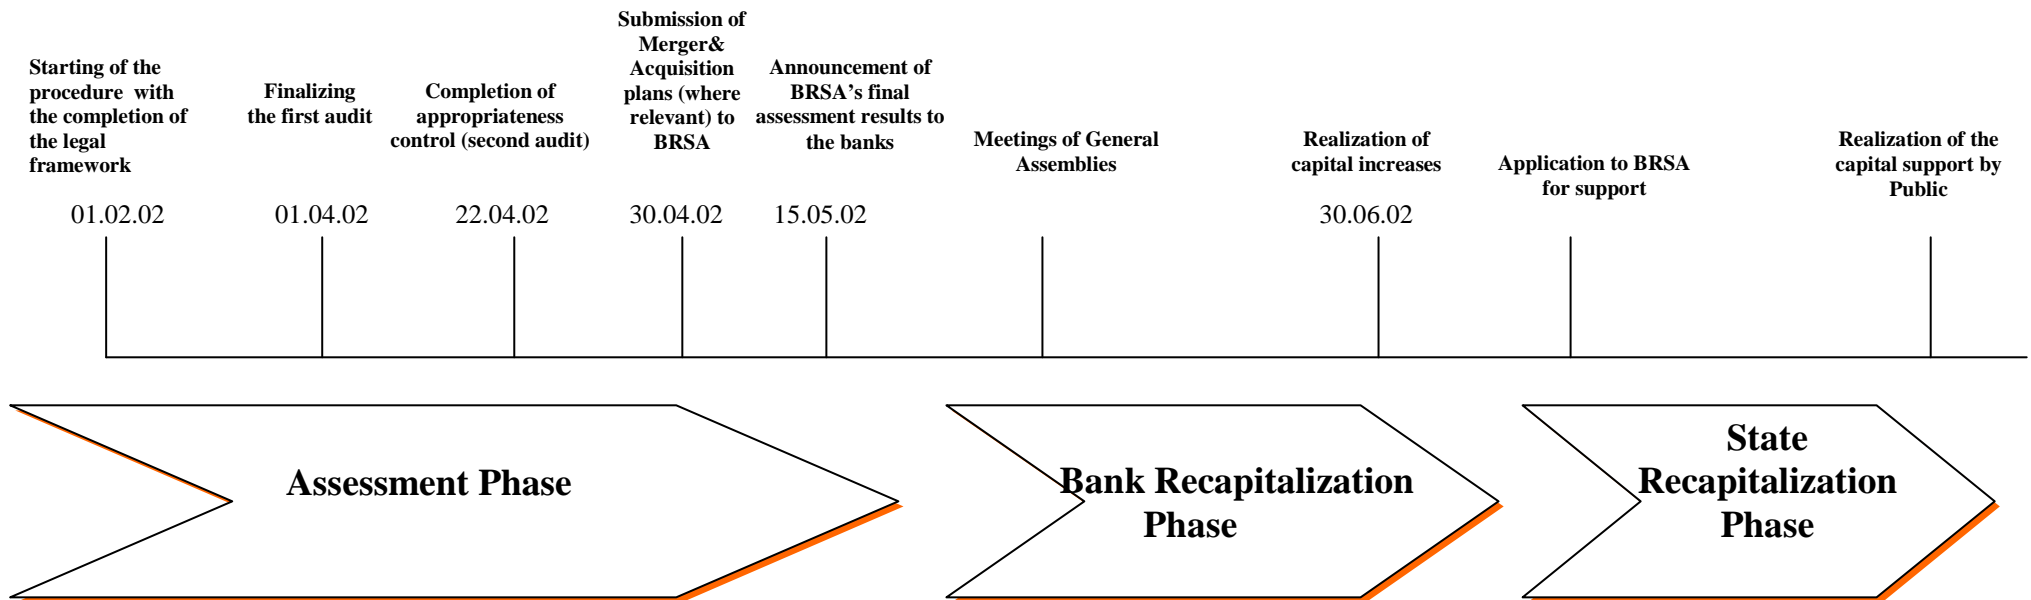 Starting of the
procedure with
the completion of
the legal
framework
01.02.02
Finalizing
the first audit
01.04.02
Completion of
appropriateness
control (second audit)
22.04.02
Submission of
Merger&
Acquisition
plans (where
relevant) to
BRSA
30.04.02
Announcement of
BRSA’s final
assessment results to
the banks
15.05.02
Meetings of General
Assemblies
Realization of
capital increases
30.06.02
Application to BRSA
for support
Realization of the
capital support by
Public
Assessment Phase
Bank Recapitalization
Phase
State
Recapitalization
Phase